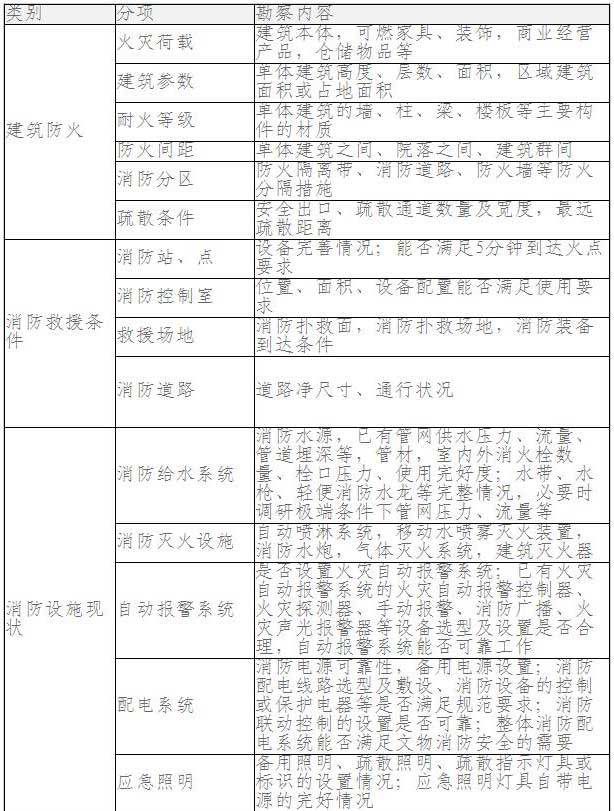 类别 分项 勘察内容
建筑防火
火灾荷载
建筑本体，可燃家具、装饰，商业经营
产品，仓储物品等
建筑参数
单体建筑高度、层数、面积，区域建筑
面积或占地面积
耐火等级
单体建筑的墙、柱、梁、楼板等主要构
件的材质
防火间距
单体建筑之间、院落之间、建筑群间
消防分区
防火隔离带、消防道路、防火墙等防火
分隔措施
疏散条件
安全出口、疏散通道数量及宽度，最远
疏散距离
消防救援条
件
消防站、点
设备完善情况；能否满足5分钟到达火点
要求
消防控制室
位置、面积、设备配置能否满足使用要
求
救援场地
消防扑救面，消防扑救场地，消防装备
到达条件
消防道路
道路净尺寸、通行状况
消防设施现
状
消防给水系统
消防水源，已有管网供水压力、流量、
管道埋深等，管材，室内外消火栓数
量、栓口压力、使用完好度；水带、水
枪、轻便消防水龙等完整情况，必要时
调研极端条件下管网压力、流量等
消防灭火设施
自动喷淋系统，移动水喷雾灭火装置，
消防水炮，气体灭火系统，建筑灭火器
自动报警系统
是否设置火灾自动报警系统；已有火灾
自动报警系统的火灾自动报警控制器、
火灾探测器、手动报警、消防广播、火
灾声光报警器等设备选型及设置是否合
理，自动报警系统能否可靠工作
配电系统
消防电源可靠性，备用电源设置；消防
配电线路选型及敷设、消防设备的控制
或保护电器等是否满足规范要求；消防
联动控制的设置是否可靠；整体消防配
电系统能否满足文物消防安全的需要
应急照明
备用照明、疏散照明、疏散指示灯具或
标识的设置情况；应急照明灯具自带电
源的完好情况